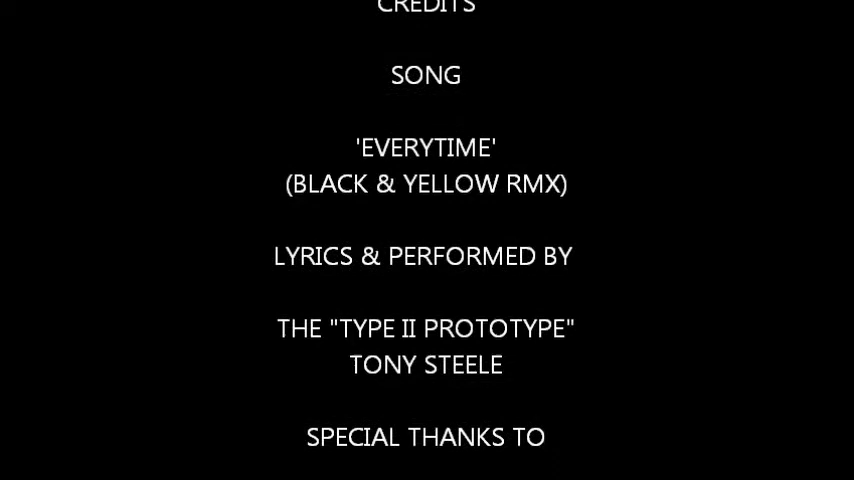 CREDITS
SONG
'EVERYTIME'
(BLACK & YELLOW RMX)
LYRICS & PERFORMED BY
THE "TYPE II PROTOTYPE"
TONY STEELE
SPECIAL THANKS TO